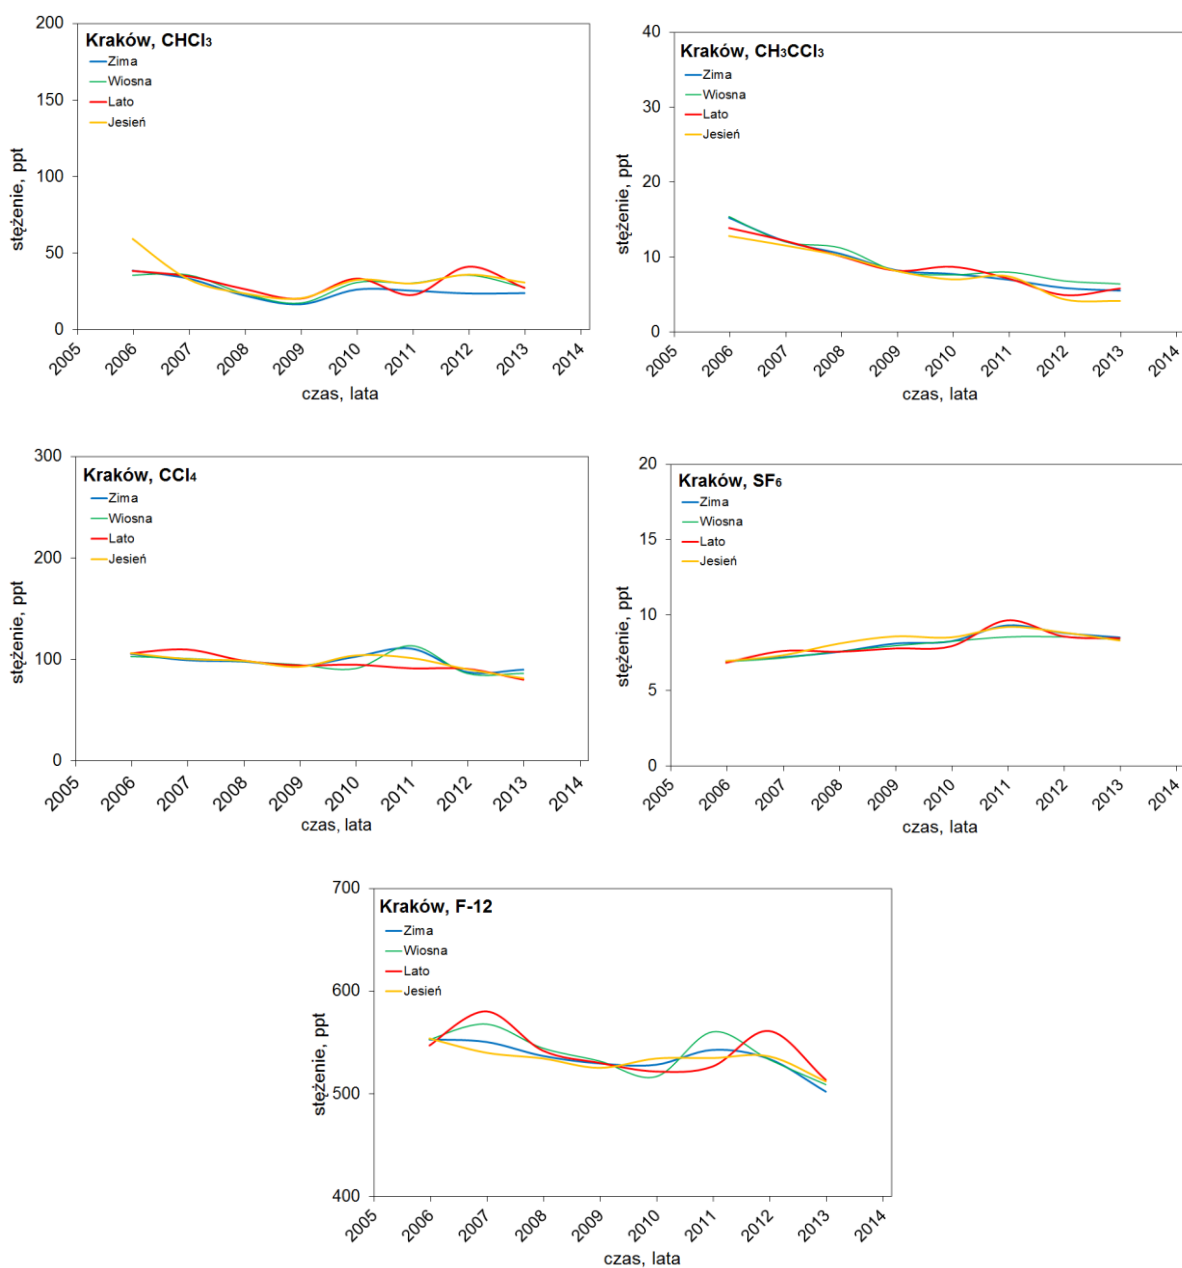 Kraków, CHCl₃
Zima
Wiosna
Lato
Jesień
stężenie, ppt
200
150
100
50
0
2005
2006
2007
2008
2009
2010
2011
2012
2013
2014
czas, lata
Kraków, CH₃CCl₃
Zima
Wiosna
Lato
Jesień
stężenie, ppt
40
30
20
10
0
2005
2006
2007
2008
2009
2010
2011
2012
2013
2014
czas, lata
Kraków, CCl₄
Zima
Wiosna
Lato
Jesień
stężenie, ppt
300
200
100
0
2005
2006
2007
2008
2009
2010
2011
2012
2013
2014
czas, lata
Kraków, SF₆
Zima
Wiosna
Lato
Jesień
stężenie, ppt
20
15
10
5
0
2005
2006
2007
2008
2009
2010
2011
2012
2013
2014
czas, lata
Kraków, F-12
Zima
Wiosna
Lato
Jesień
stężenie, ppt
700
600
500
400
2005
2006
2007
2008
2009
2010
2011
2012
2013
2014
czas, lata